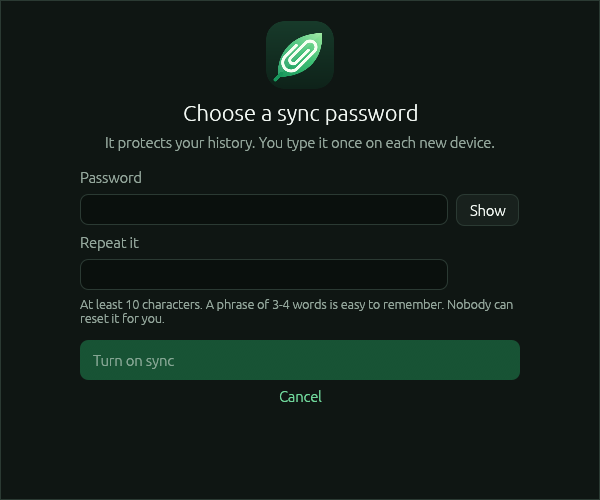 Choose a sync password
It protects your history. You type it once on each new device.
Password
Show
Repeat it
At least 10 characters. A phrase of 3-4 words is easy to remember. Nobody can
reset it for you.
Turn on sync
Cancel